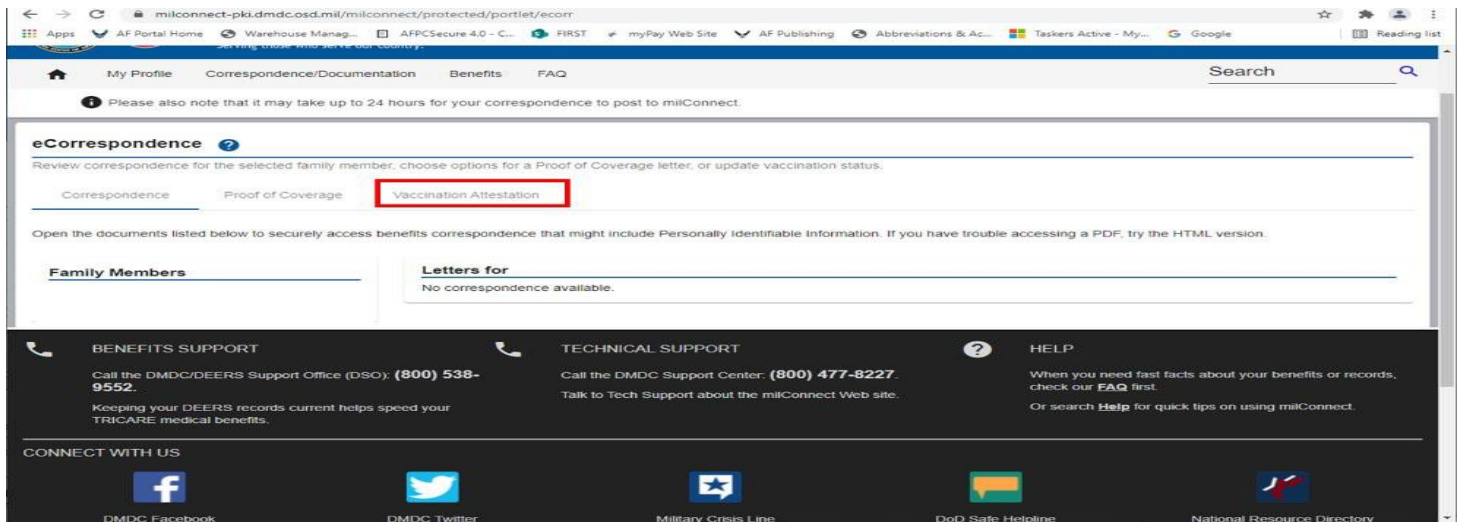 milconnect-pki.dmdc.osd.mil/milconnect/protected/portlet/ecorr
Apps AF Portal Home Warehouse Manag... AFPCSecure 4.0 - C... FIRST myPay Web Site AF Publishing Abbreviations & Ac... Taskers Active - My... Google Reading list
Serving those who serve our country.
My Profile Correspondence/Documentation Benefits FAQ Search
Please also note that it may take up to 24 hours for your correspondence to post to milConnect.
eCorrespondence ?
Review correspondence for the selected family member, choose options for a Proof of Coverage letter, or update vaccination status.
Correspondence Proof of Coverage Vaccination Attestation
Open the documents listed below to securely access benefits correspondence that might include Personally Identifiable Information. If you have trouble accessing a PDF, try the HTML version.
Family Members
Letters for
No correspondence available.
BENEFITS SUPPORT
Call the DMDC/DEERS Support Office (DSO): (800) 538-
9552.
Keeping your DEERS records current helps speed your
TRICARE medical benefits.
TECHNICAL SUPPORT
Call the DMDC Support Center: (800) 477-8227.
Talk to Tech Support about the milConnect Web site.
? HELP
When you need fast facts about your benefits or records,
check our FAQ first.
Or search Help for quick tips on using milConnect.
CONNECT WITH US
DMDC Facebook DMDC Twitter Military Crisis Line DoD Safe Helpline National Resource Directory